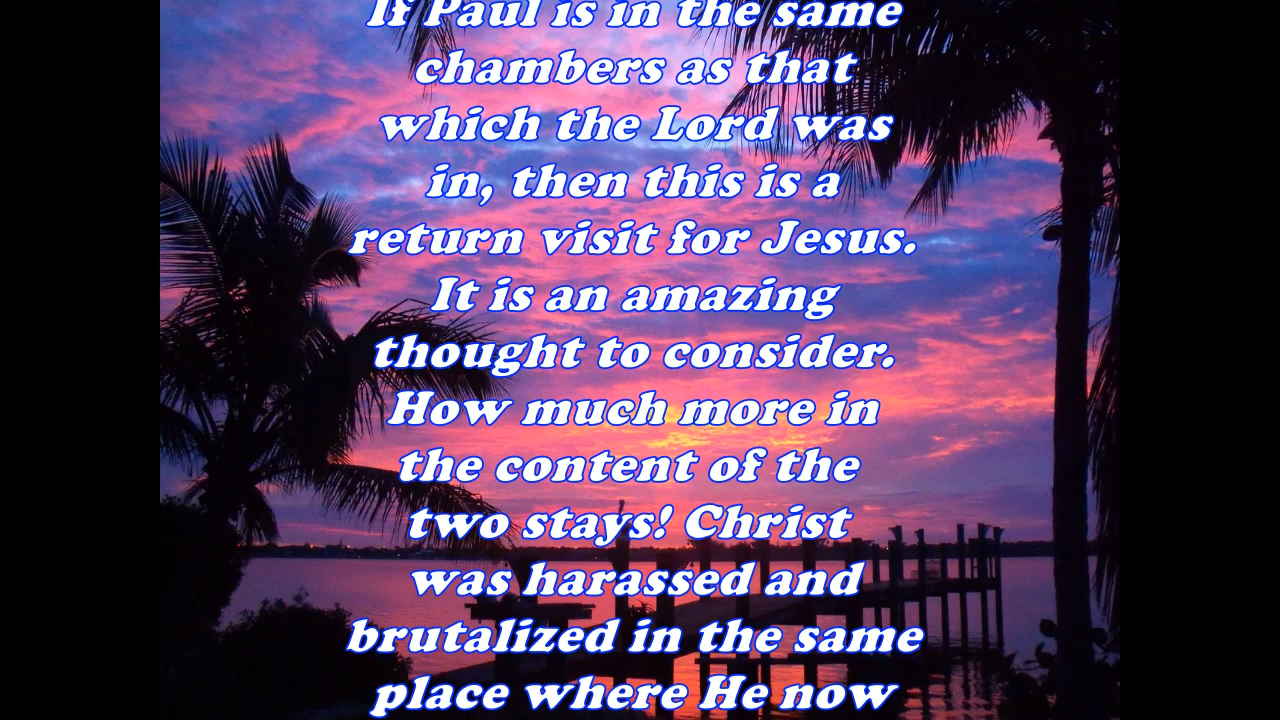 If Paul is in the same
chambers as that
which the Lord was
in, then this is a
return visit for Jesus.
It is an amazing
thought to consider.
How much more in
the content of the
two stays! Christ
was harassed and
brutalized in the same
place where He now